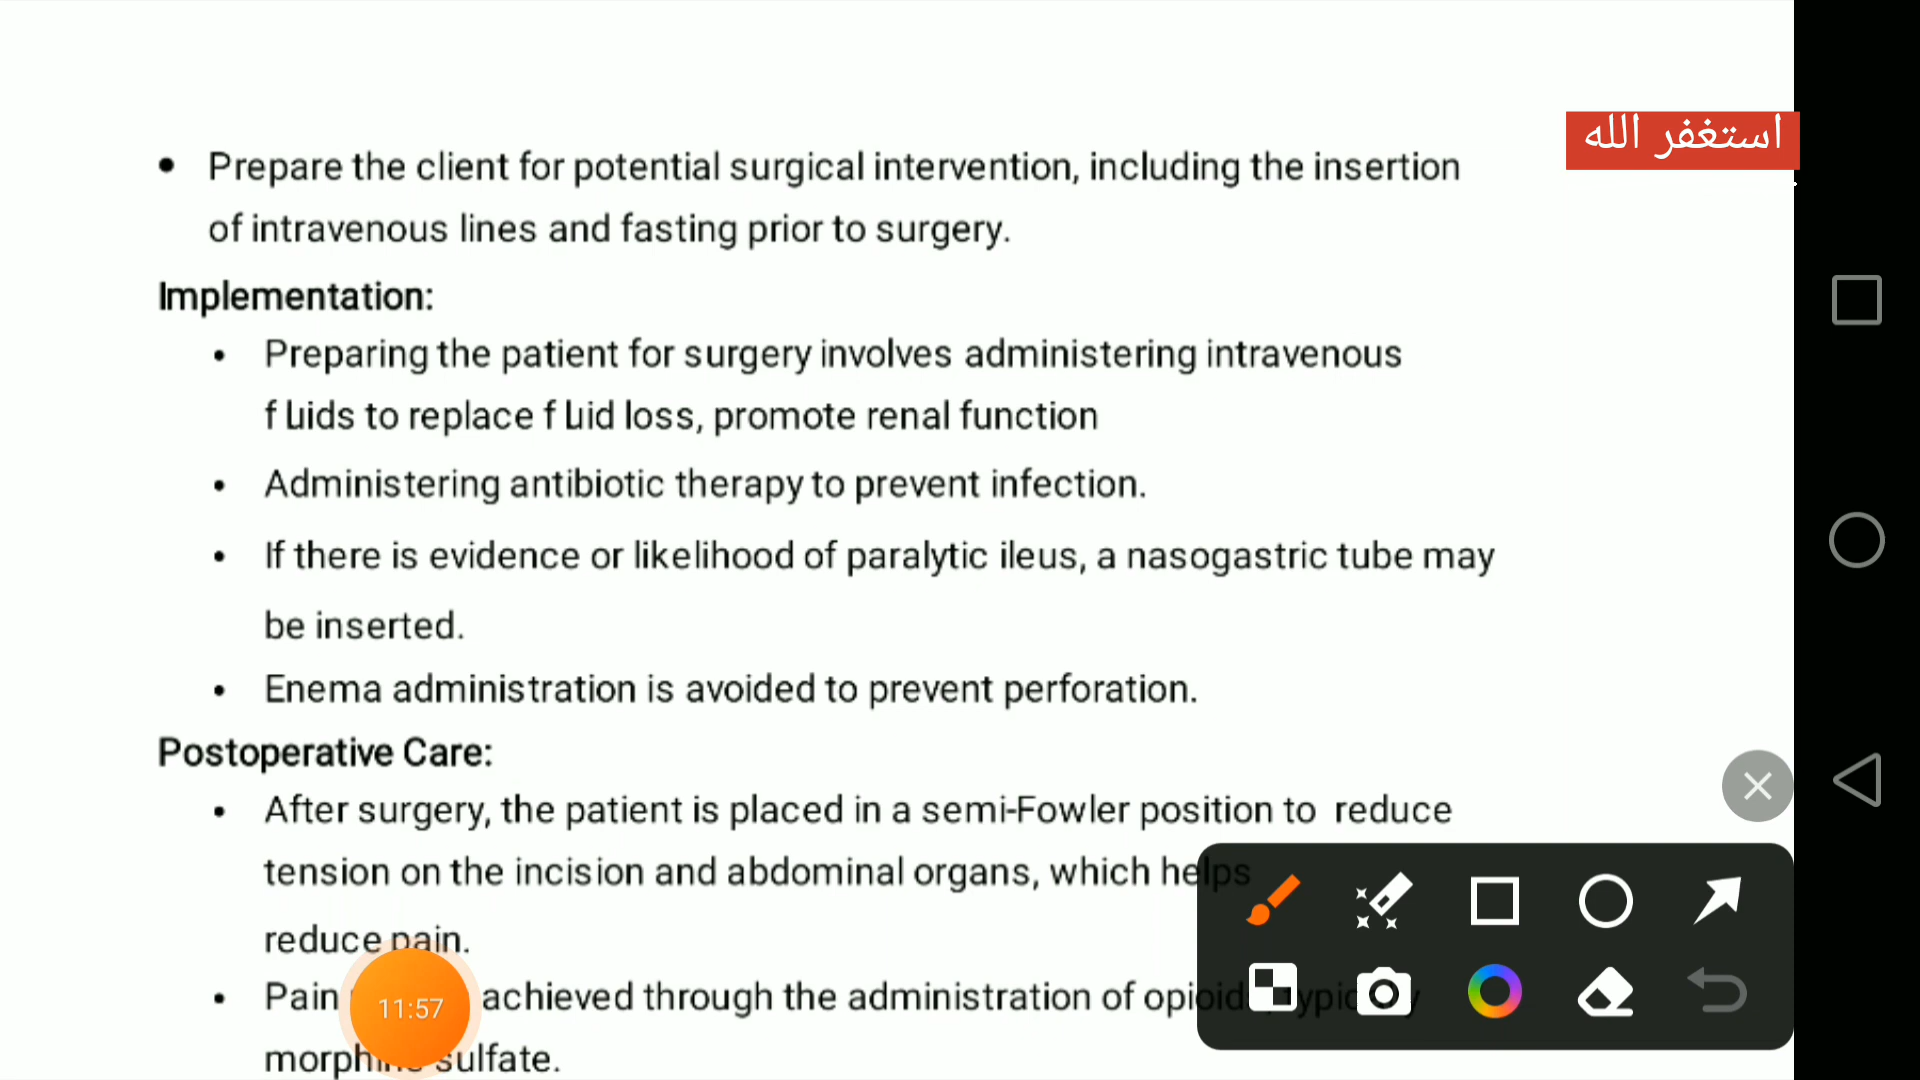 استغفر الله
• Prepare the client for potential surgical intervention, including the insertion
of intravenous lines and fasting prior to surgery.
Implementation:
• Preparing the patient for surgery involves administering intravenous
fluids to replace fluid loss, promote renal function
• Administering antibiotic therapy to prevent infection.
• If there is evidence or likelihood of paralytic ileus, a nasogastric tube may
be inserted.
• Enema administration is avoided to prevent perforation.
Postoperative Care:
• After surgery, the patient is placed in a semi-Fowler position to reduce
tension on the incision and abdominal organs, which helps
reduce pain.
• Pain achieved through the administration of
sulfate.
11:57